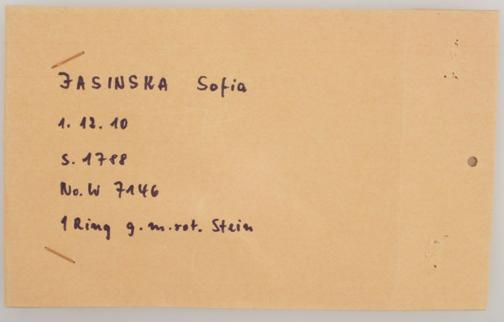 JASINSKA Sofia
1. 12. 10
S. 1788
No. W 7146
1 Ring g. m. rot. Stein